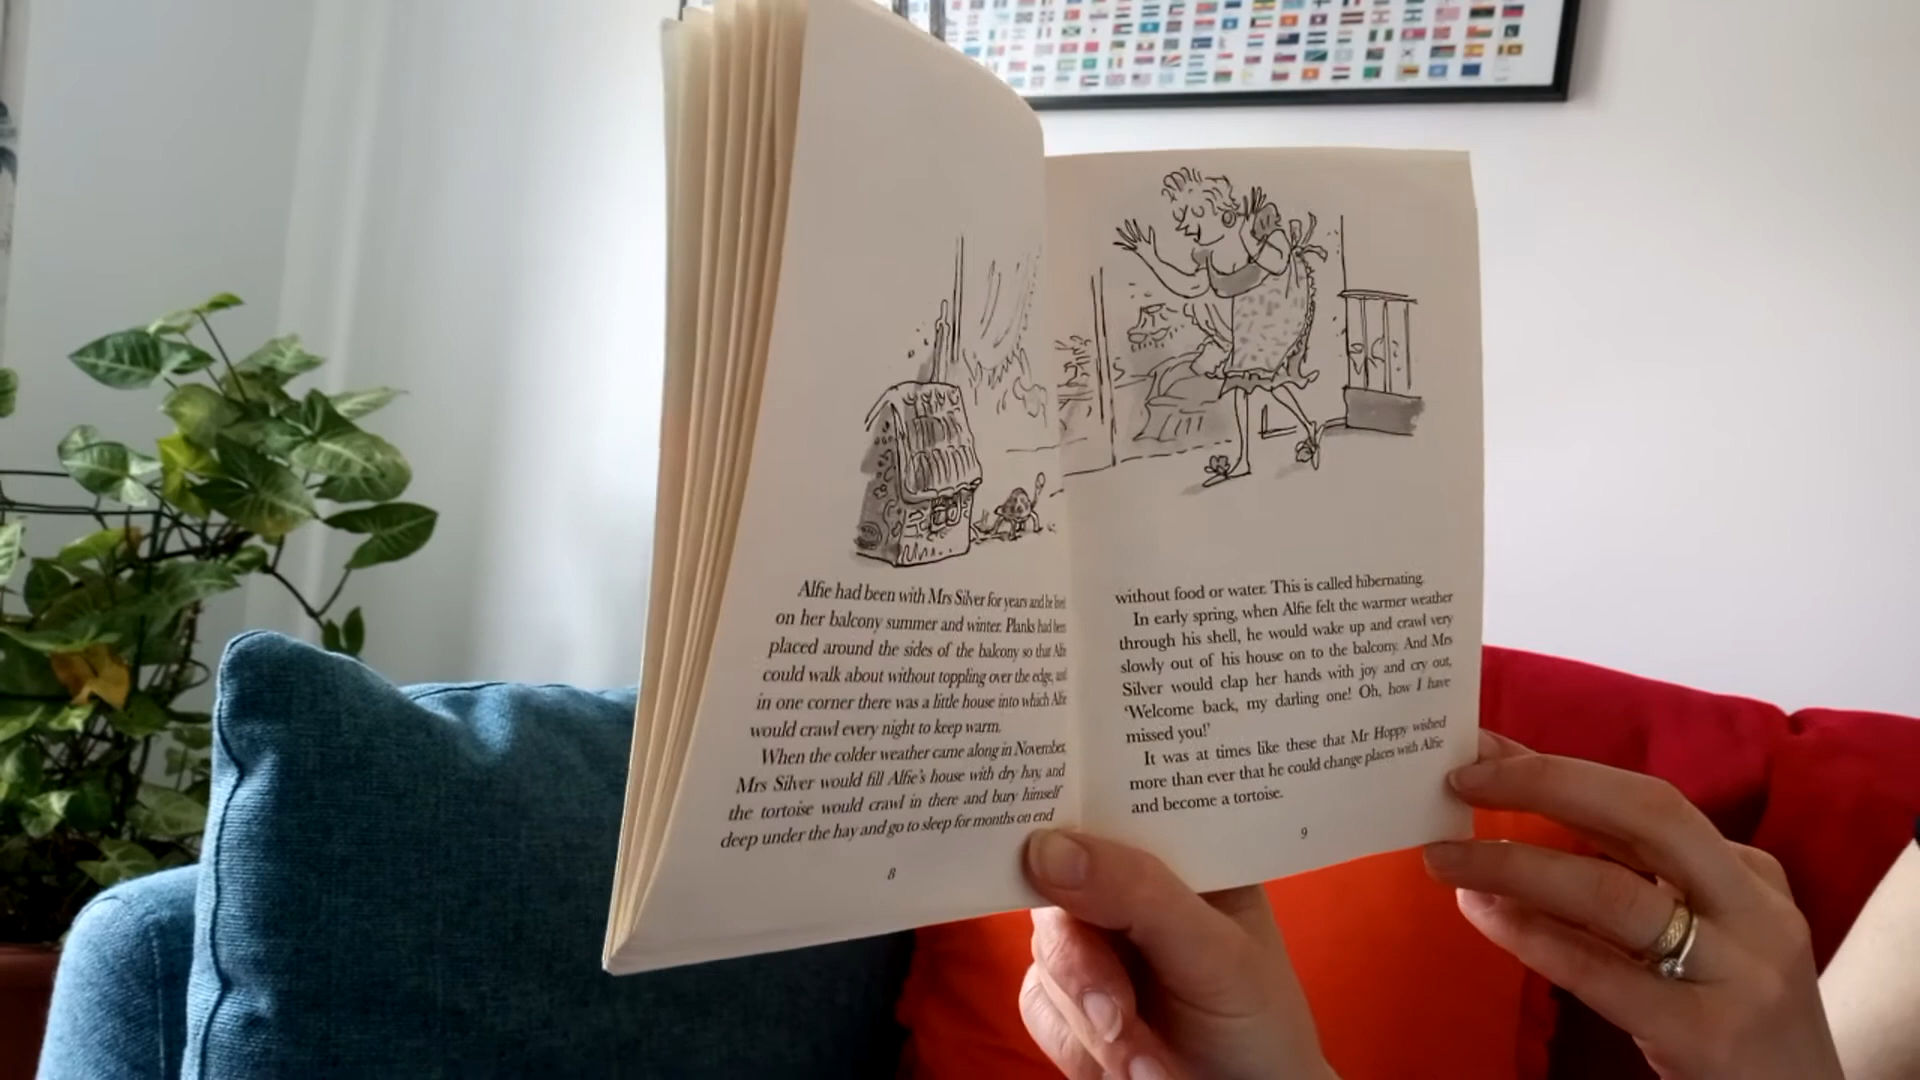 Alfie had been with Mrs Silver for years and he lived
on her balcony summer and winter. Planks had been
placed around the sides of the balcony so that Alfie
could walk about without toppling over the edge, and
in one corner there was a little house into which Alfie
would crawl every night to keep warm.
When the colder weather came along in November,
Mrs Silver would fill Alfie's house with dry hay, and
the tortoise would crawl in there and bury himself
deep under the hay and go to sleep for months on end
8
without food or water. This is called hibernating.
In early spring, when Alfie felt the warmer weather
through his shell, he would wake up and crawl very
slowly out of his house on to the balcony. And Mrs
Silver would clap her hands with joy and cry out,
'Welcome back, my darling one! Oh, how I have
missed you!'
It was at times like these that Mr Hoppy wished
more than ever that he could change places with Alfie
and become a tortoise.
9